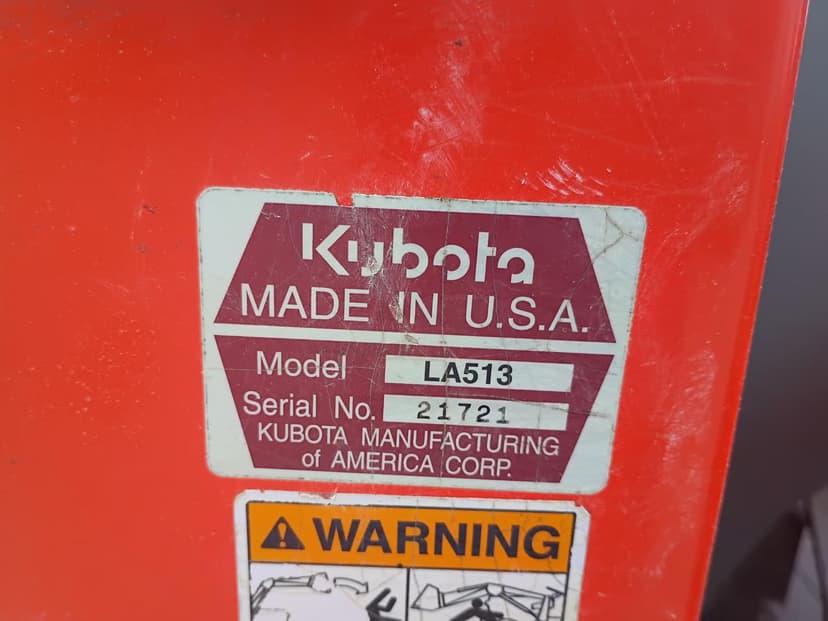 Kubota
MADE IN U.S.A.
Model LA513
Serial No. 21721
KUBOTA MANUFACTURING
of AMERICA CORP.
WARNING